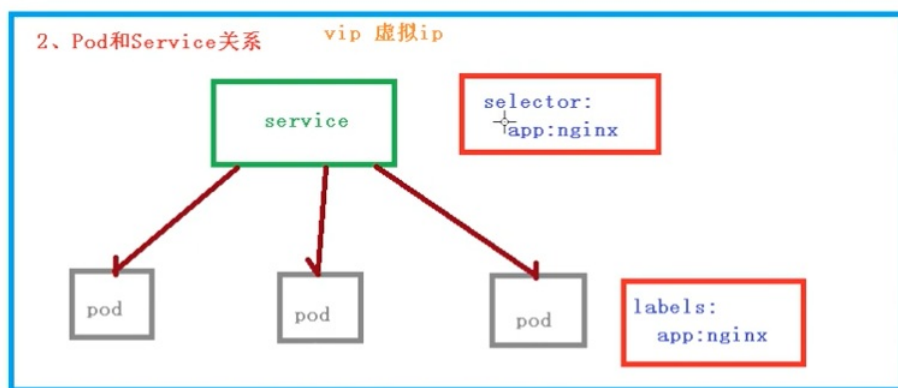 2、Pod和Service关系
vip 虚拟ip
service
selector:
app:nginx
pod
pod
pod
labels:
app:nginx